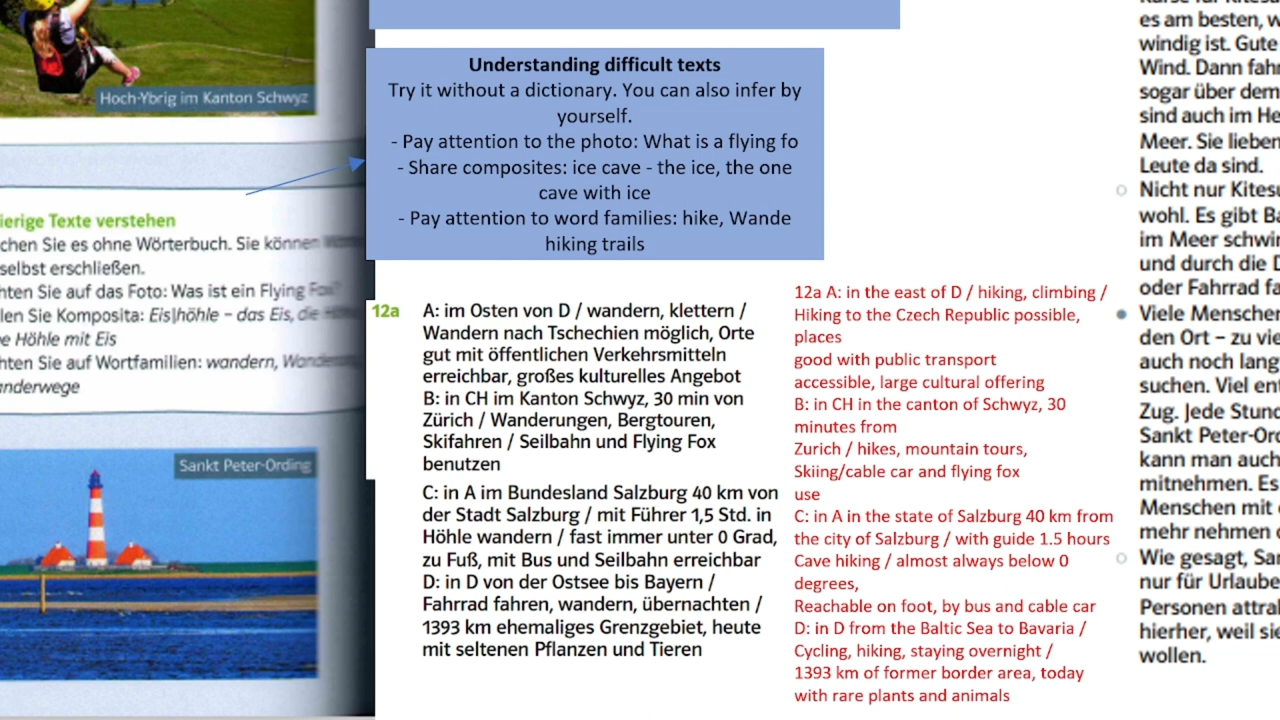 Hoch-Ybrig im Kanton Schwyz
ierige Texte verstehen
chen Sie es ohne Wörterbuch. Sie können
selbst erschließen.
hten Sie auf das Foto: Was ist ein Flying Fox?
len Sie Komposita: Eis|höhle – das Eis, die
e Höhle mit Eis
hten Sie auf Wortfamilien: wandern,
anderwege
Sankt Peter-Ording
Understanding difficult texts
Try it without a dictionary. You can also infer by
yourself.
- Pay attention to the photo: What is a flying fo
- Share composites: ice cave - the ice, the one
cave with ice
- Pay attention to word families: hike, Wande
hiking trails
12a A: im Osten von D / wandern, klettern /
Wandern nach Tschechien möglich, Orte
gut mit öffentlichen Verkehrsmitteln
erreichbar, großes kulturelles Angebot
B: in CH im Kanton Schwyz, 30 min von
Zürich / Wanderungen, Bergtouren,
Skifahren / Seilbahn und Flying Fox
benutzen
C: in A im Bundesland Salzburg 40 km von
der Stadt Salzburg / mit Führer 1,5 Std. in
Höhle wandern / fast immer unter 0 Grad,
zu Fuß, mit Bus und Seilbahn erreichbar
D: in D von der Ostsee bis Bayern /
Fahrrad fahren, wandern, übernachten /
1393 km ehemaliges Grenzgebiet, heute
mit seltenen Pflanzen und Tieren
12a A: in the east of D / hiking, climbing /
Hiking to the Czech Republic possible,
places
good with public transport
accessible, large cultural offering
B: in CH in the canton of Schwyz, 30
minutes from
Zurich / hikes, mountain tours,
Skiing/cable car and flying fox
use
C: in A in the state of Salzburg 40 km from
the city of Salzburg / with guide 1.5 hours
Cave hiking / almost always below 0
degrees,
Reachable on foot, by bus and cable car
D: in D from the Baltic Sea to Bavaria /
Cycling, hiking, staying overnight /
1393 km of former border area, today
with rare plants and animals
es am besten, w
windig ist. Gute
Wind. Dann fahr
sogar über dem
sind auch im He
Meer. Sie lieben
Leute da sind.
Nicht nur Kitesu
wohl. Es gibt Ba
im Meer schwir
und durch die D
oder Fahrrad fa
Viele Menschen
den Ort – zu vie
auch noch lang
suchen. Viel ent
Zug. Jede Stund
Sankt Peter-Ord
kann man auch
mitnehmen. Es
Menschen mit
mehr nehmen
Wie gesagt, San
nur für Urlaube
Personen attral
hierher, weil sie
wollen.